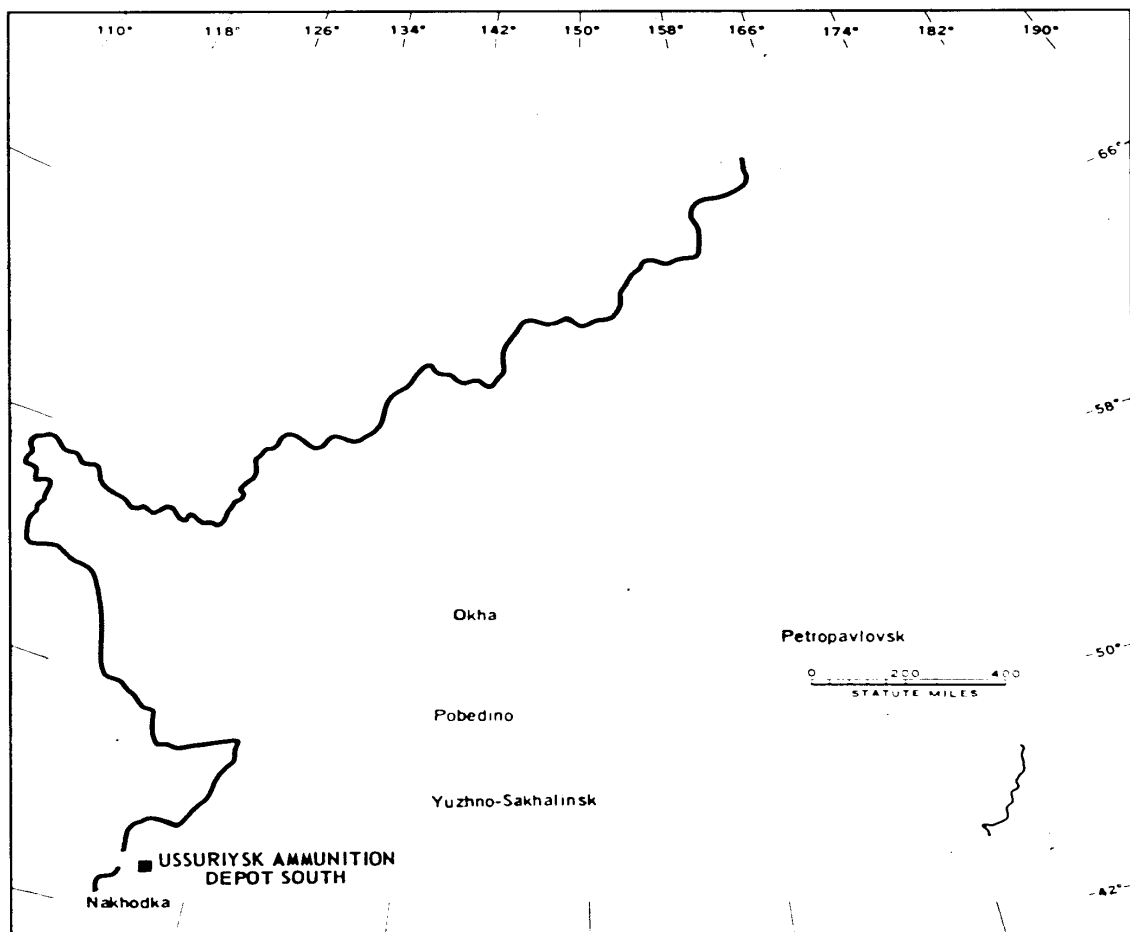 110° 118° 126° 134° 142° 150° 158° 166° 174° 182° 190°
66°
58°
Okha
Petropavlovsk
50°
0 200 400
STATUTE MILES
Pobedino
Yuzhno-Sakhalinsk
USSURIYSK AMMUNITION
DEPOT SOUTH
42°
Nakhodka